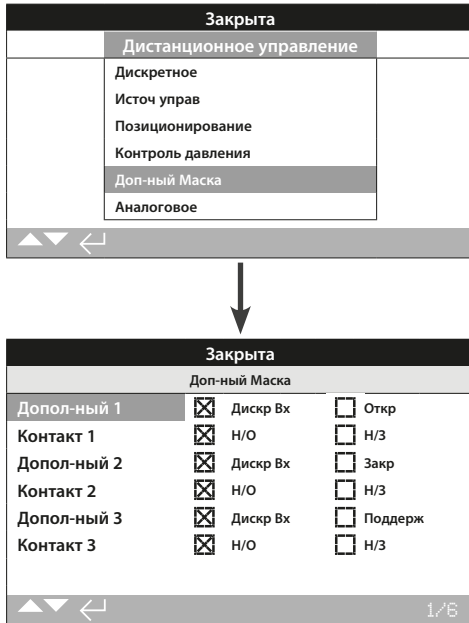 Закрыта
Дистанционное управление
Дискретное
Источ управ
Позиционирование
Контроль давления
Доп-ный Маска
Аналоговое
Закрыта
Доп-ный Маска
Допол-ный 1 Дискр Вх Откр
Контакт 1 Н/О Н/З
Допол-ный 2 Дискр Вх Закр
Контакт 2 Н/О Н/З
Допол-ный 3 Дискр Вх Поддерж
Контакт 3 Н/О Н/З
1/6